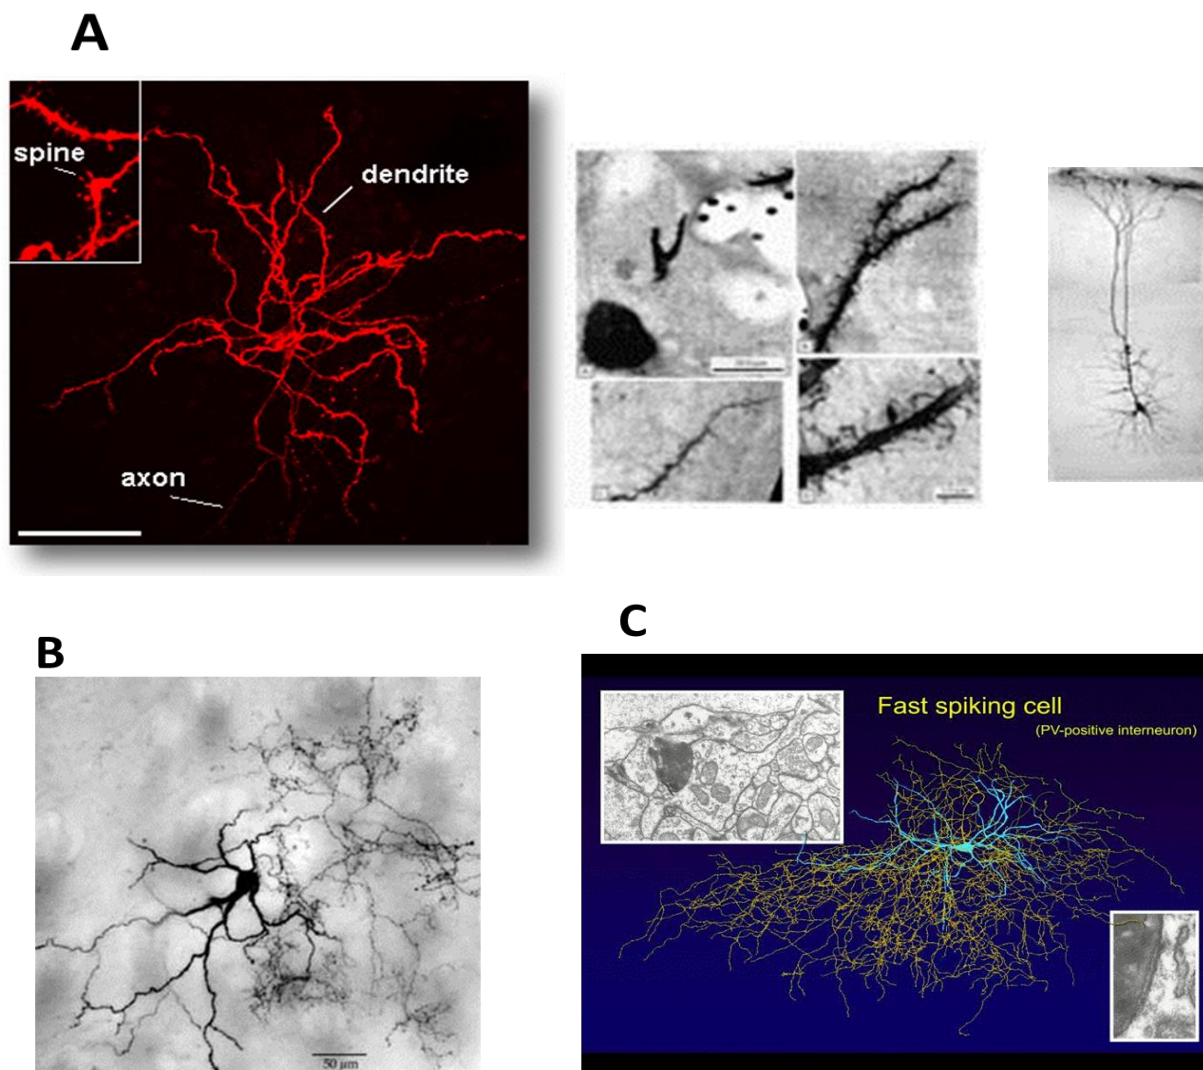 A
spine
dendrite
axon
B
50 µm
C
Fast spiking cell
(PV-positive interneuron)